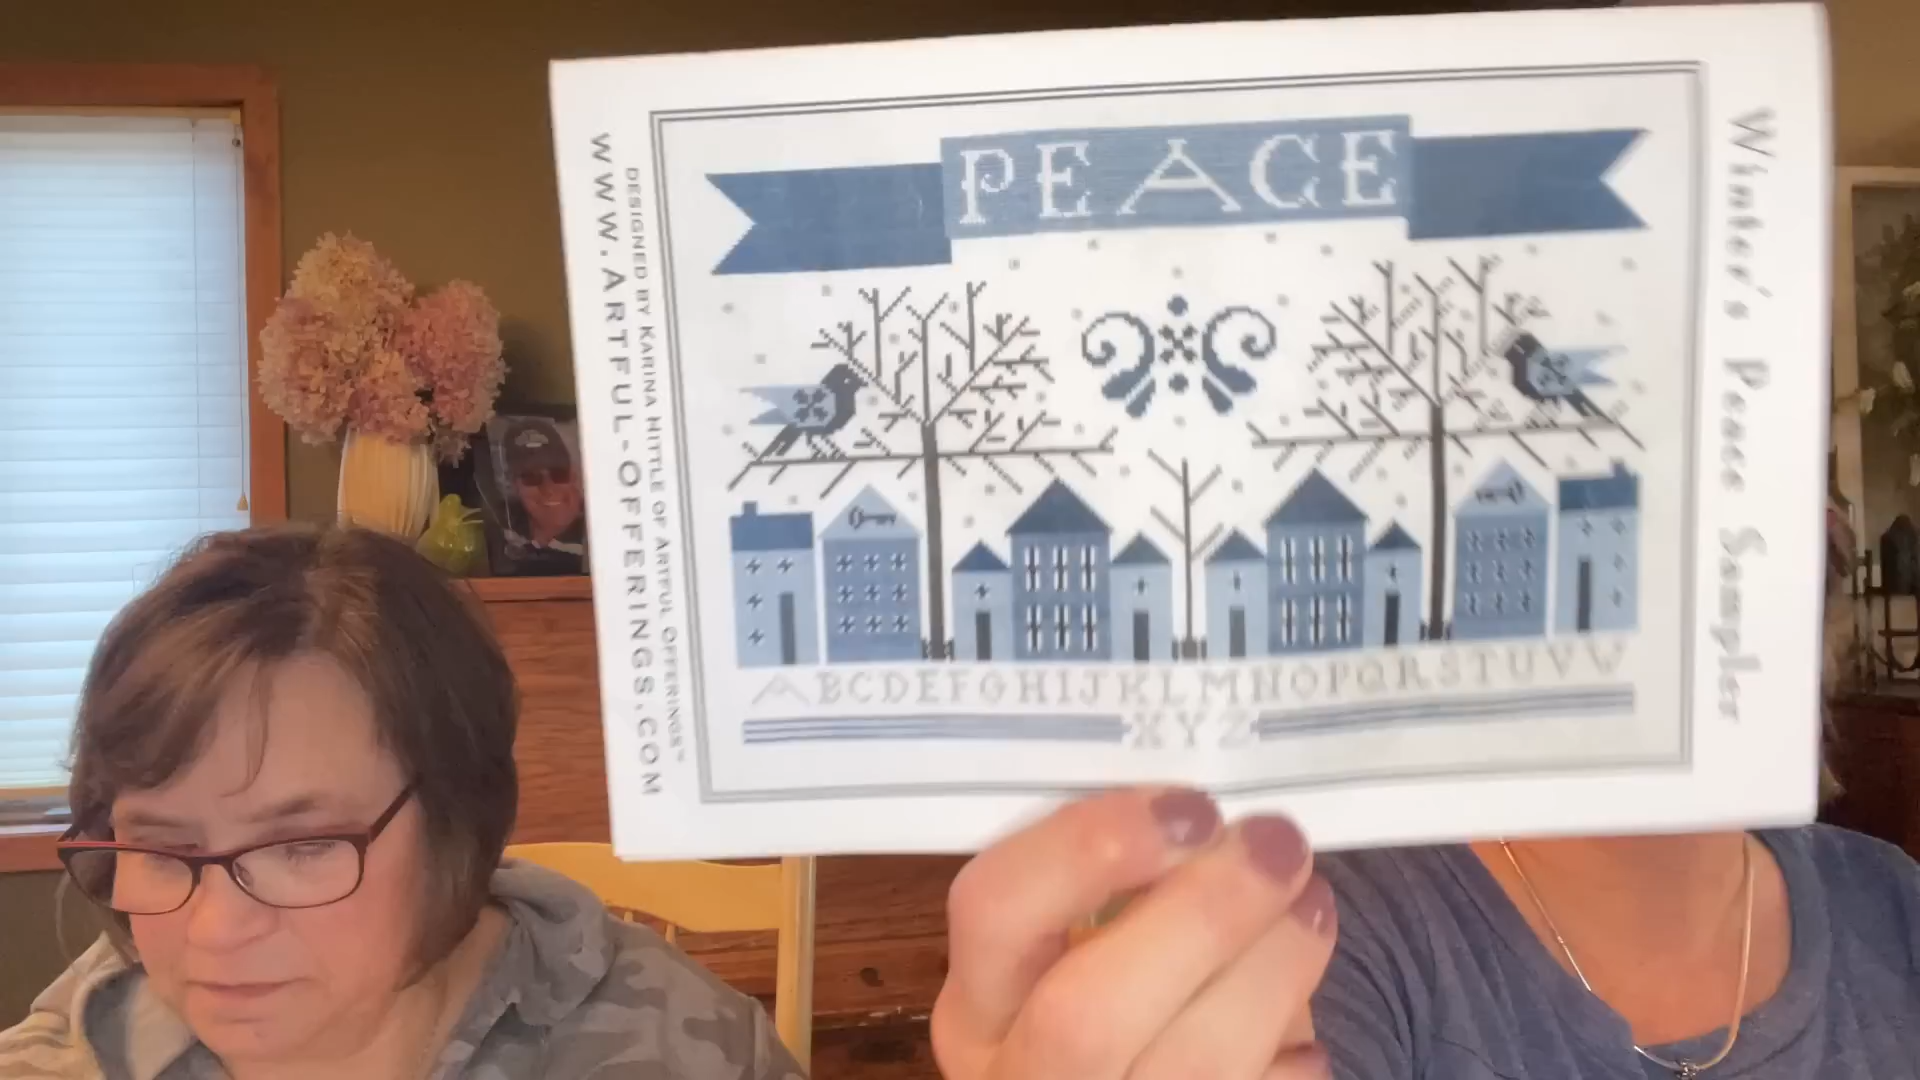 PEACE
ABCDEFGHIJKLMNOPQRSTUVW
XYZ
Winter's Peace Sampler
DESIGNED BY KARINA HITTLE OF ARTFUL OFFERINGS™
WWW.ARTFUL-OFFERINGS.COM